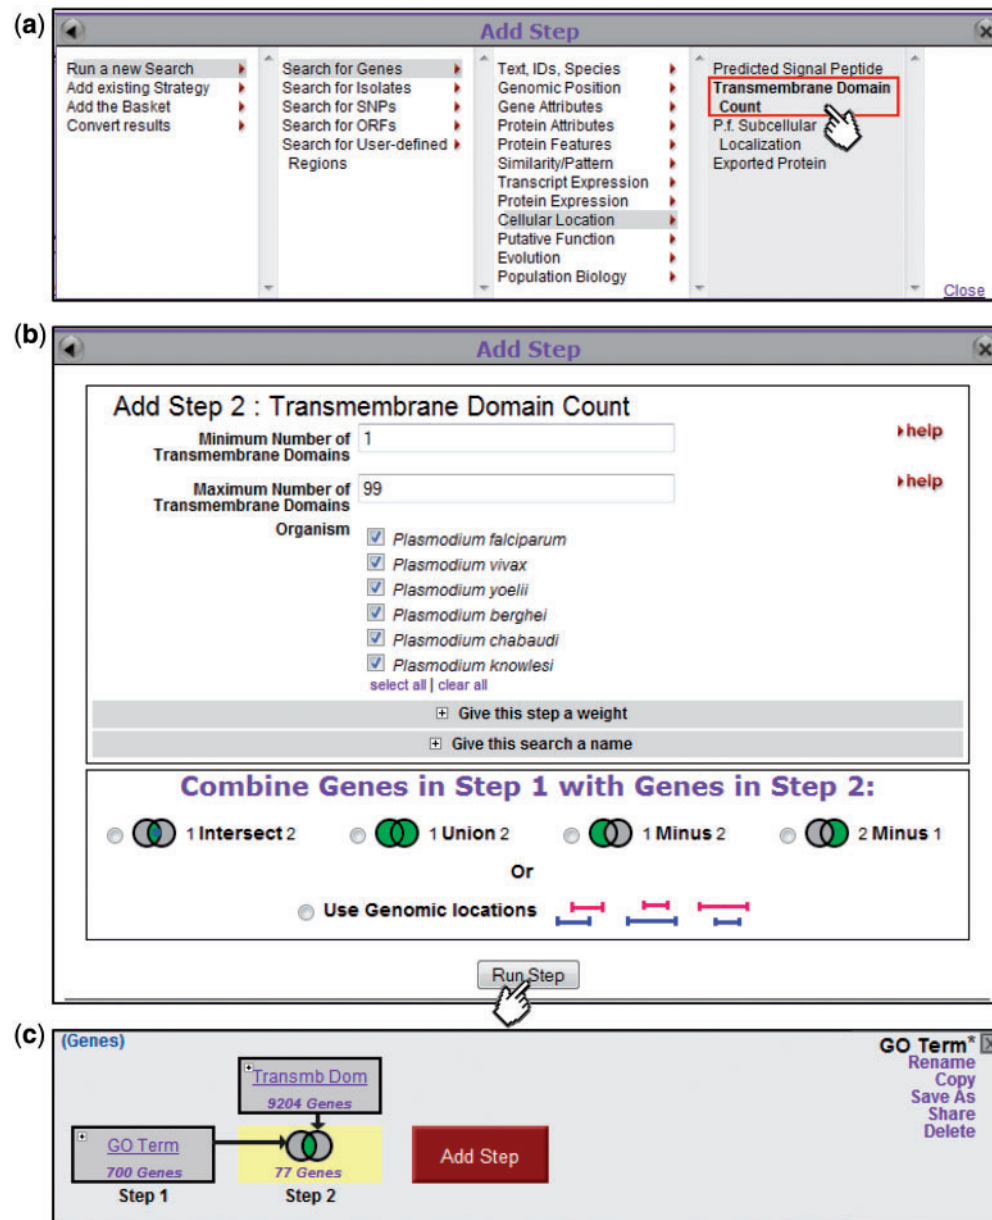 (a)
Add Step
Run a new Search
Add existing Strategy
Add the Basket
Convert results
Search for Genes
Search for Isolates
Search for SNPs
Search for ORFs
Search for User-defined
Regions
Text, IDs, Species
Genomic Position
Gene Attributes
Protein Attributes
Protein Features
Similarity/Pattern
Transcript Expression
Protein Expression
Cellular Location
Putative Function
Evolution
Population Biology
Predicted Signal Peptide
Transmembrane Domain
Count
P.f. Subcellular
Localization
Exported Protein
Close
(b)
Add Step
Add Step 2 : Transmembrane Domain Count
Minimum Number of
Transmembrane Domains
1
help
Maximum Number of
Transmembrane Domains
99
help
Organism
Plasmodium falciparum
Plasmodium vivax
Plasmodium yoelii
Plasmodium berghei
Plasmodium chabaudi
Plasmodium knowlesi
select all | clear all
Give this step a weight
Give this search a name
Combine Genes in Step 1 with Genes in Step 2:
1 Intersect 2
1 Union 2
1 Minus 2
2 Minus 1
Or
Use Genomic locations
Run Step
(c)
(Genes)
GO Term*
Rename
Copy
Save As
Share
Delete
Transmb Dom
9204 Genes
GO Term
700 Genes
Step 1
77 Genes
Step 2
Add Step